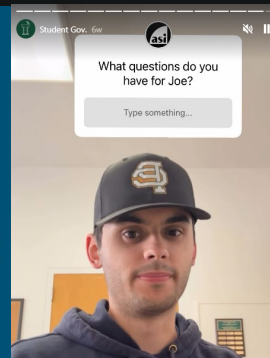 Student Gov. 6w
asi
What questions do you
have for Joe?
Type something...